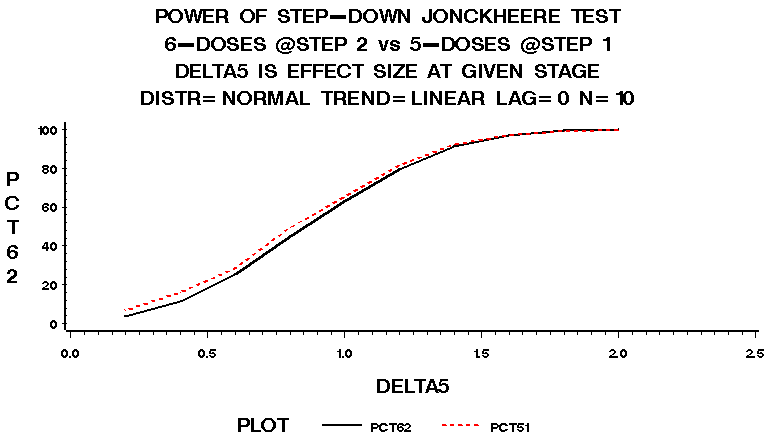 POWER OF STEP-DOWN JONCKHEERE TEST
6-DOSES @STEP 2 vs 5-DOSES @STEP 1
DELTA5 IS EFFECT SIZE AT GIVEN STAGE
DISTR= NORMAL TREND= LINEAR LAG= 0 N= 10
PCT62
100
80
60
40
20
0
0.0 0.5 1.0 1.5 2.0 2.5
DELTA5
PLOT PCT62 PCT51